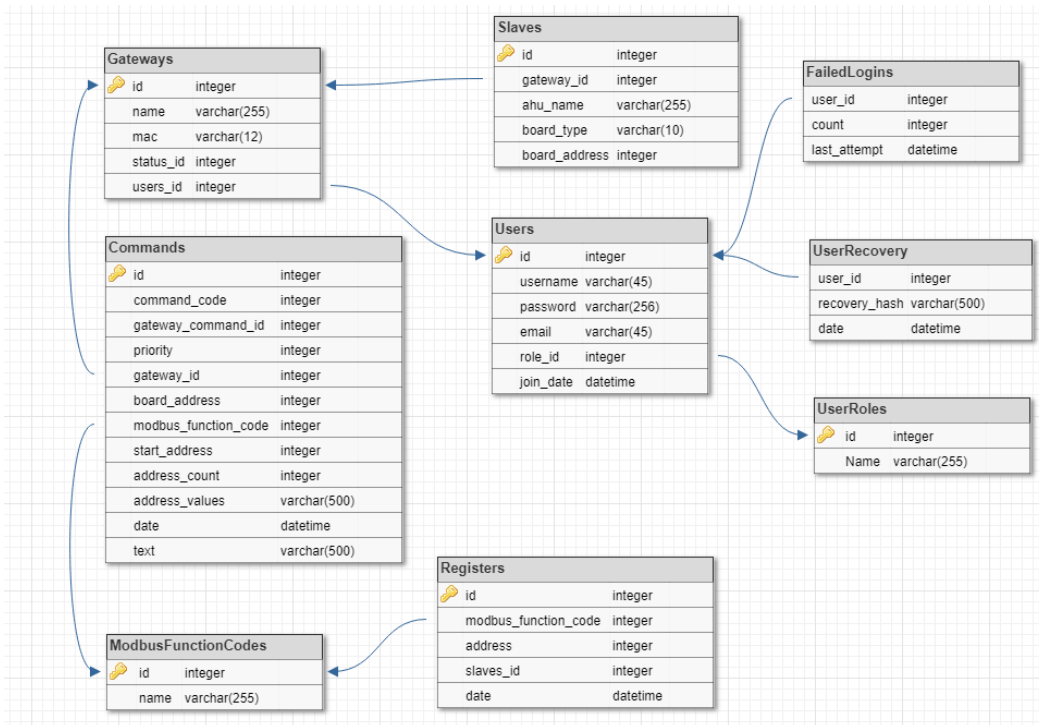 Gateways
id integer
name varchar(255)
mac varchar(12)
status_id integer
users_id integer
Slaves
id integer
gateway_id integer
ahu_name varchar(255)
board_type varchar(10)
board_address integer
FailedLogins
user_id integer
count integer
last_attempt datetime
Commands
id integer
command_code integer
gateway_command_id integer
priority integer
gateway_id integer
board_address integer
modbus_function_code integer
start_address integer
address_count integer
address_values varchar(500)
date datetime
text varchar(500)
Users
id integer
username varchar(45)
password varchar(256)
email varchar(45)
role_id integer
join_date datetime
UserRecovery
user_id integer
recovery_hash varchar(500)
date datetime
UserRoles
id integer
Name varchar(255)
ModbusFunctionCodes
id integer
name varchar(255)
Registers
id integer
modbus_function_code integer
address integer
slaves_id integer
date datetime